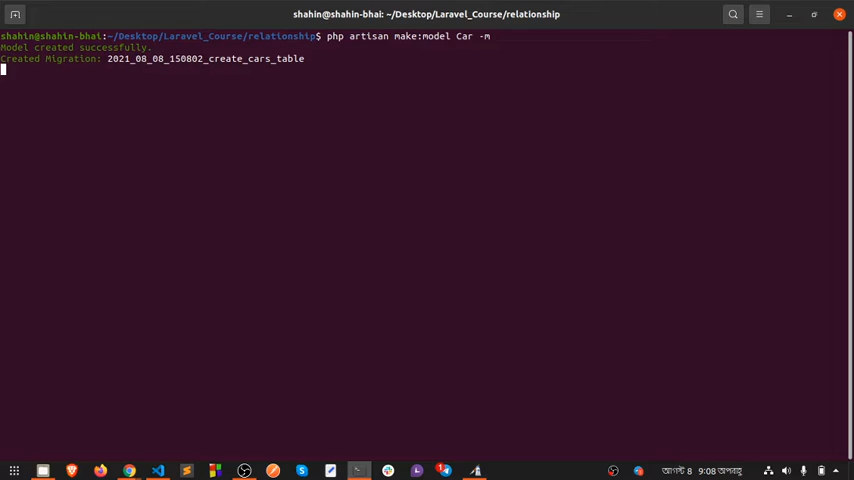 shahin@shahin-bhai: ~/Desktop/Laravel_Course/relationship
shahin@shahin-bhai:~/Desktop/Laravel_Course/relationship$ php artisan make:model Car -m
Model created successfully.
Created Migration: 2021_08_08_150802_create_cars_table
1
আগস্ট 8 9:08 অপরাহ্ণ